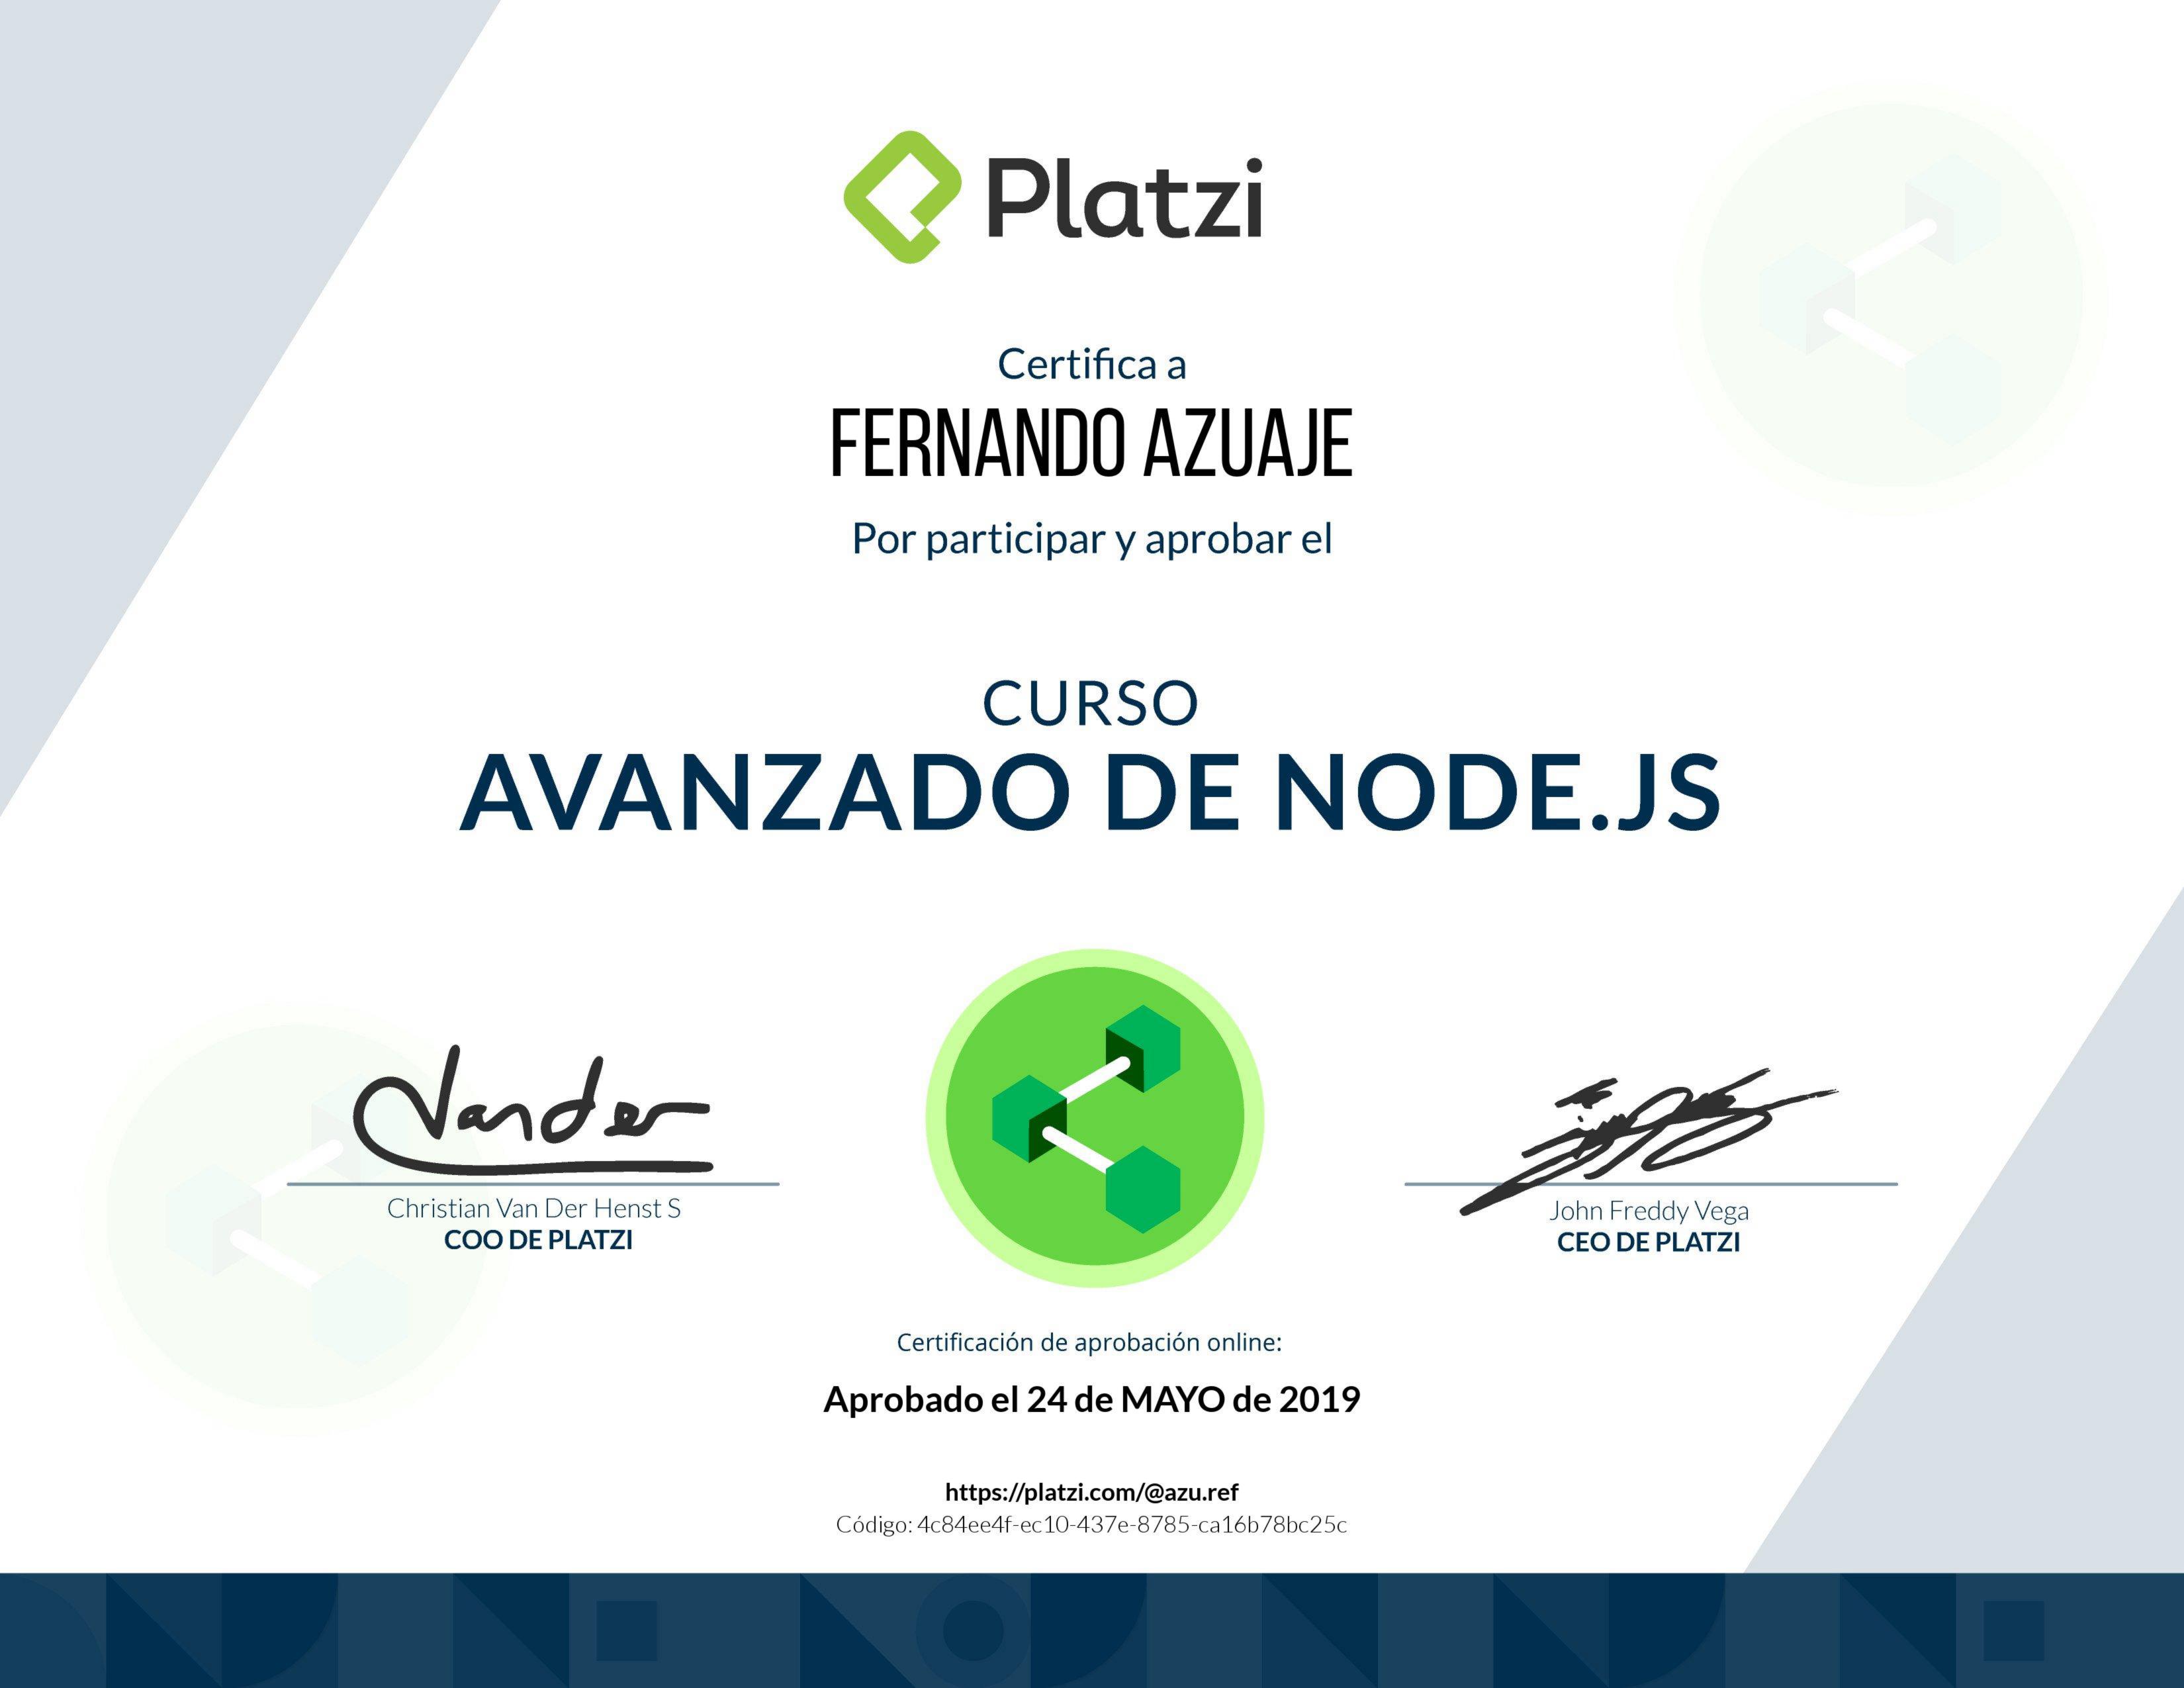 Platzi
Certifica a
FERNANDO AZUAJE
Por participar y aprobar el
CURSO
AVANZADO DE NODE.JS
Vander
Christian Van Der Henst S
COO DE PLATZI
John Freddy Vega
CEO DE PLATZI
Certificación de aprobación online:
Aprobado el 24 de MAYO de 2019
https://platzi.com/@azu.ref
Código: 4c84ee4f-ec10-437e-8785-ca16b78bc25c